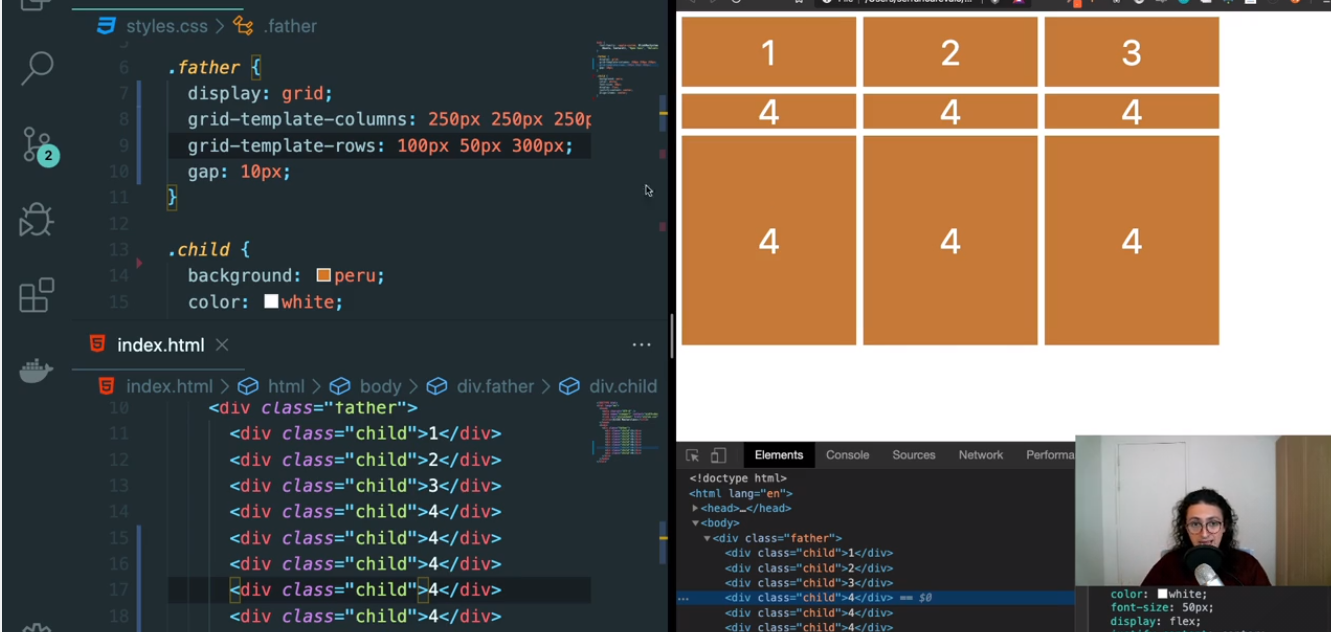 styles.css > .father
6 .father {
7 display: grid;
8 grid-template-columns: 250px 250px 250p
9 grid-template-rows: 100px 50px 300px;
10 gap: 10px;
11 }
12
13 .child {
14 background: peru;
15 color: white;
2
index.html ×
...
index.html > html > body > div.father > div.child
10 <div class="father">
11 <div class="child">1</div>
12 <div class="child">2</div>
13 <div class="child">3</div>
14 <div class="child">4</div>
15 <div class="child">4</div>
16 <div class="child">4</div>
17 <div class="child">4</div>
18 <div class="child">4</div>
1 2 3
4 4 4
4 4 4
Elements Console Sources Network Performa
<!doctype html>
<html lang="en">
<head>…</head>
<body>
<div class="father">
<div class="child">1</div>
<div class="child">2</div>
<div class="child">3</div>
... <div class="child">4</div> == $0
<div class="child">4</div>
<div class="child">4</div>
color: white;
font-size: 50px;
display: flex;